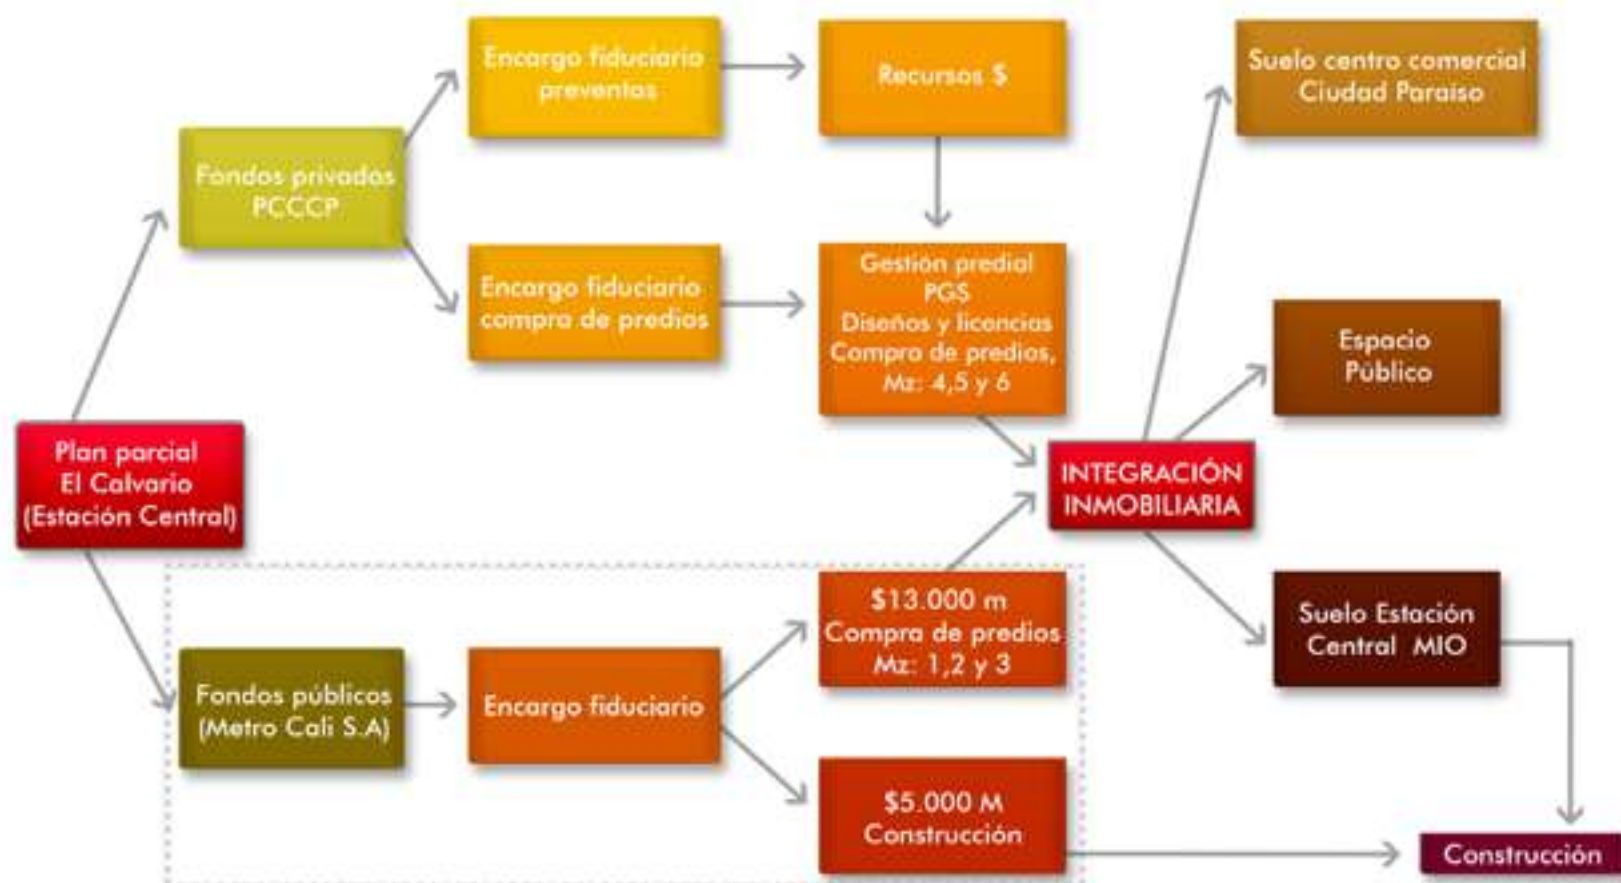 Encargo fiduciario
preventas
Recursos $
Suelo centro comercial
Ciudad Paraiso
Fondos privados
PCCCP
Encargo fiduciario
compra de predios
Gestión predial
PGS
Diseños y licencias
Compra de predios,
Mz: 4,5 y 6
Espacio
Público
Plan parcial
El Calvario
(Estación Central)
INTEGRACIÓN
INMOBILIARIA
$13.000 m
Compra de predios
Mz: 1,2 y 3
Suelo Estación
Central MIO
Fondos públicos
(Metro Cali S.A)
Encargo fiduciario
$5.000 M
Construcción
Construcción